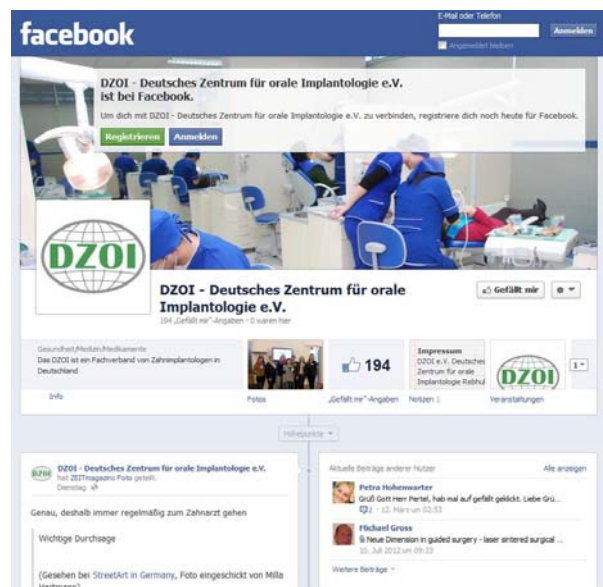 facebook
E-Mail oder Telefon
Anmelden
Angemeldet bleiben
DZOI - Deutsches Zentrum für orale Implantologie e.V.
ist bei Facebook.
Um dich mit DZOI - Deutsches Zentrum für orale Implantologie e.V. zu verbinden, registriere dich noch heute für Facebook.
Registrieren Anmelden
DZOI
DZOI - Deutsches Zentrum für orale
Implantologie e.V.
194 „Gefällt mir“-Angaben · 0 waren hier
Gefällt mir
Gesundheit/Medizin/Medikamente
Das DZOI ist ein Fachverband von Zahnimplantologen in
Deutschland
Info
Fotos
194
„Gefällt mir“-Angaben
Impressum
DZOI e.V. Deutsches
Zentrum für orale
Implantologie Rebhul
Notizen 1
DZOI
Veranstaltungen
1
Höhepunkte
DZOI
DZOI - Deutsches Zentrum für orale Implantologie e.V.
hat ZEITmagazins Foto geteilt.
Dienstag
Genau, deshalb immer regelmäßig zum Zahnarzt gehen
Wichtige Durchsage
(Gesehen bei StreetArt in Germany, Foto eingeschickt von Milla
Hartmann)
Aktuelle Beiträge anderer Nutzer Alle anzeigen
Petra Hohenwarter
Grüß Gott Herr Pertel, hab mal auf gefällt geklickt. Liebe Grü...
2 · 12. März um 02:53
Michael Gross
Neue Dimension in guided surgery - laser sintered surgical ...
10. Juli 2012 um 09:33
Weitere Beiträge